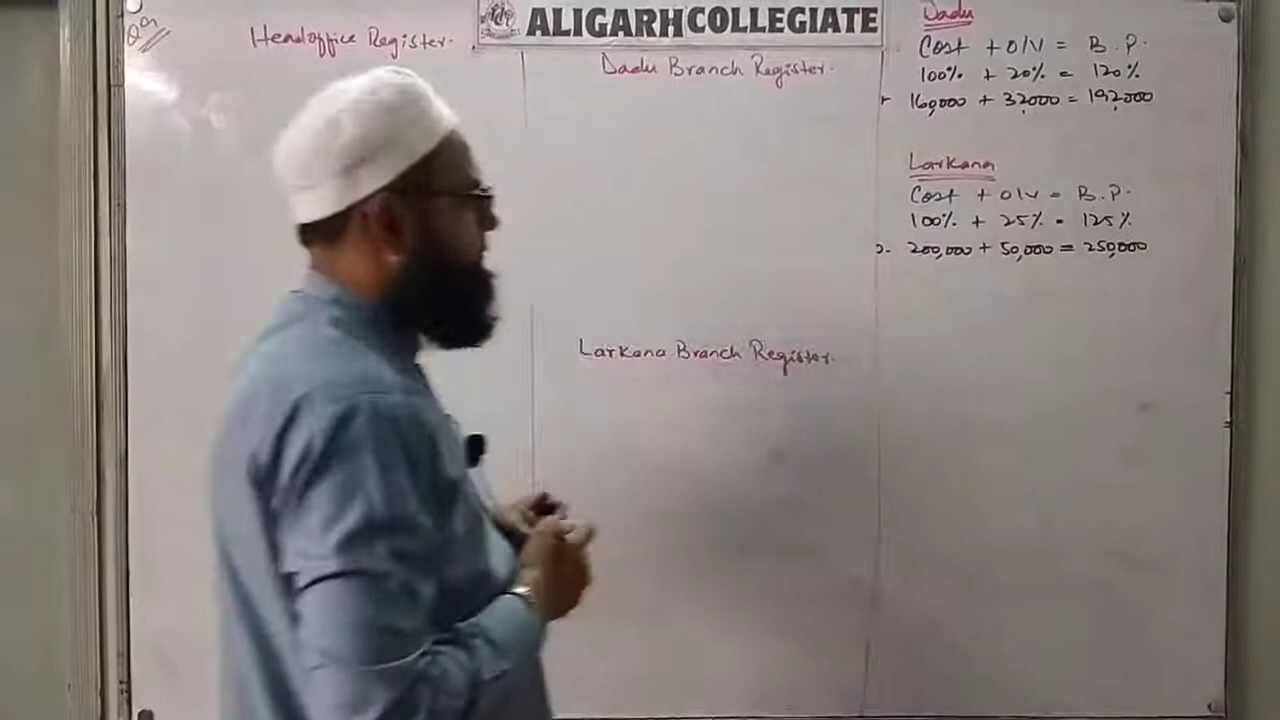 ALIGARH COLLEGIATE
Headoffice Register.
Dadu Branch Register.
Larkana Branch Register.
Dadu
Cost + O/V = B.P.
100% + 20% = 120%
160,000 + 32,000 = 192,000
Larkana
Cost + O/V = B.P.
100% + 25% = 125%
200,000 + 50,000 = 250,000